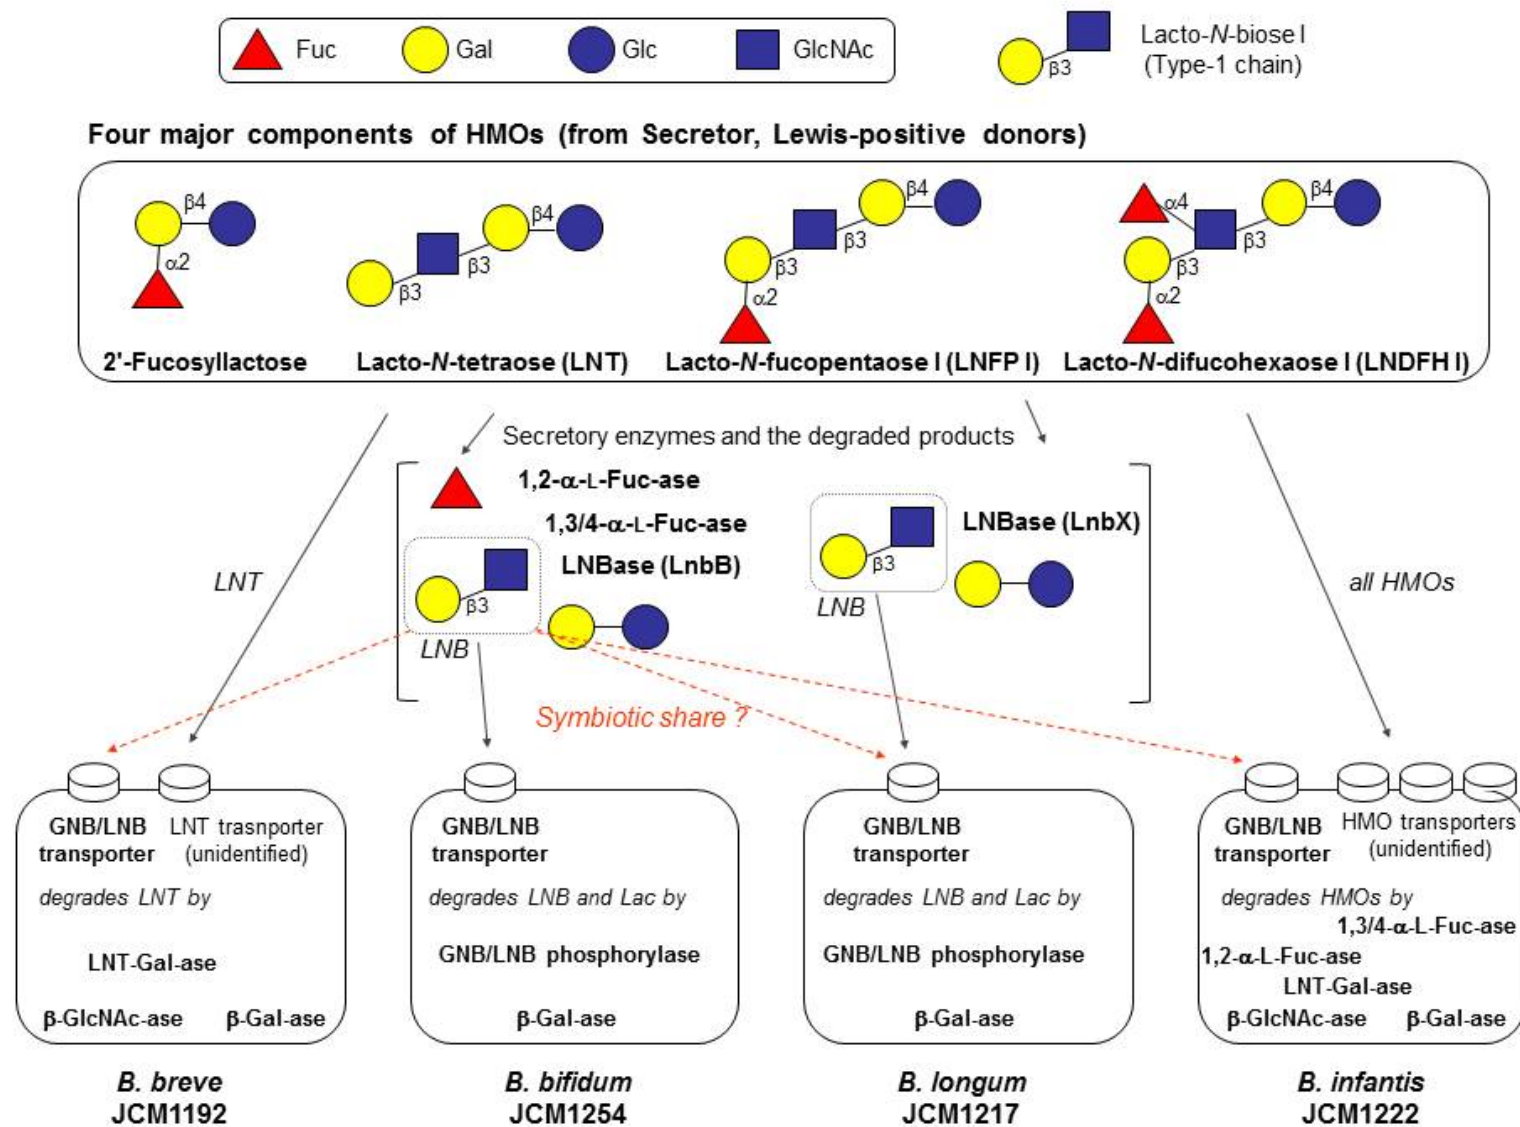 Fuc Gal Glc GlcNAc
Lacto-N-biose I
(Type-1 chain)
β3
Four major components of HMOs (from Secretor, Lewis-positive donors)
β4
α2
2'-Fucosyllactose
β4
β3
β3
Lacto-N-tetraose (LNT)
β4
β3
β3
α2
Lacto-N-fucopentaose I (LNFP I)
α4
β4
β3
β3
α2
Lacto-N-difucohexaose I (LNDFH I)
Secretory enzymes and the degraded products
1,2-α-L-Fuc-ase
1,3/4-α-L-Fuc-ase
LNBase (LnbB)
β3
LNB
LNBase (LnbX)
β3
LNB
LNT
all HMOs
Symbiotic share ?
GNB/LNB
transporter
LNT trasnporter
(unidentified)
degrades LNT by
LNT-Gal-ase
β-GlcNAc-ase β-Gal-ase
B. breve
JCM1192
GNB/LNB
transporter
degrades LNB and Lac by
GNB/LNB phosphorylase
β-Gal-ase
B. bifidum
JCM1254
GNB/LNB
transporter
degrades LNB and Lac by
GNB/LNB phosphorylase
β-Gal-ase
B. longum
JCM1217
GNB/LNB
transporter
HMO transporters
(unidentified)
degrades HMOs by
1,3/4-α-L-Fuc-ase
1,2-α-L-Fuc-ase
LNT-Gal-ase
β-GlcNAc-ase β-Gal-ase
B. infantis
JCM1222